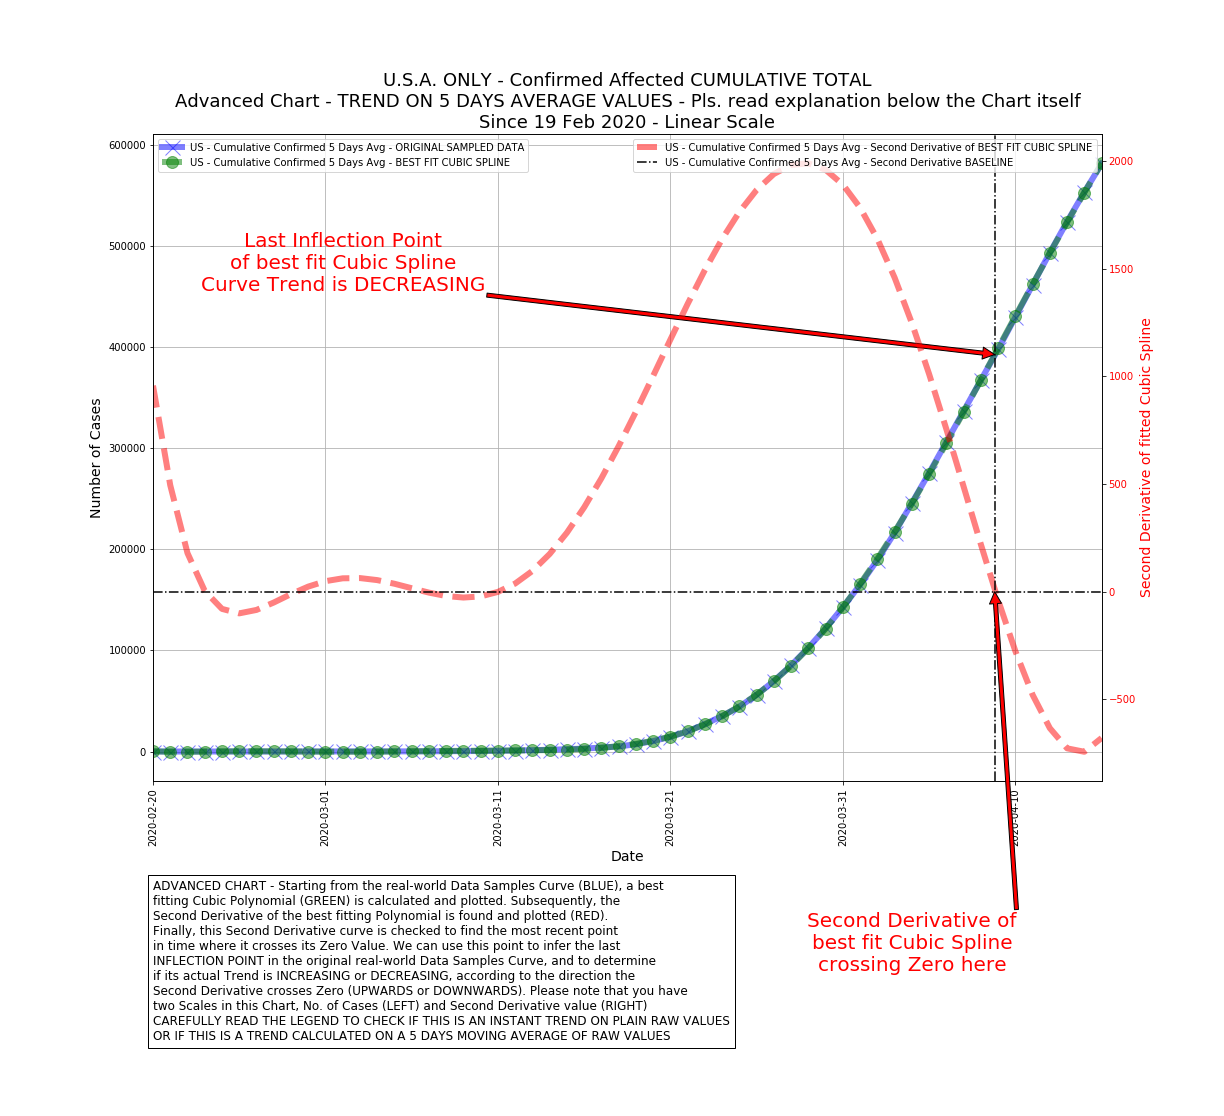 U.S.A. ONLY - Confirmed Affected CUMULATIVE TOTAL
Advanced Chart - TREND ON 5 DAYS AVERAGE VALUES - Pls. read explanation below the Chart itself
Since 19 Feb 2020 - Linear Scale
US - Cumulative Confirmed 5 Days Avg - ORIGINAL SAMPLED DATA
US - Cumulative Confirmed 5 Days Avg - BEST FIT CUBIC SPLINE
US - Cumulative Confirmed 5 Days Avg - Second Derivative of BEST FIT CUBIC SPLINE
US - Cumulative Confirmed 5 Days Avg - Second Derivative BASELINE
600000
500000
400000
300000
200000
100000
0
Number of Cases
Last Inflection Point
of best fit Cubic Spline
Curve Trend is DECREASING
2000
1500
1000
500
0
−500
Second Derivative of fitted Cubic Spline
2020-02-20
2020-03-01
2020-03-11
2020-03-21
2020-03-31
2020-04-10
Date
ADVANCED CHART - Starting from the real-world Data Samples Curve (BLUE), a best
fitting Cubic Polynomial (GREEN) is calculated and plotted. Subsequently, the
Second Derivative of the best fitting Polynomial is found and plotted (RED).
Finally, this Second Derivative curve is checked to find the most recent point
in time where it crosses its Zero Value. We can use this point to infer the last
INFLECTION POINT in the original real-world Data Samples Curve, and to determine
if its actual Trend is INCREASING or DECREASING, according to the direction the
Second Derivative crosses Zero (UPWARDS or DOWNWARDS). Please note that you have
two Scales in this Chart, No. of Cases (LEFT) and Second Derivative value (RIGHT)
CAREFULLY READ THE LEGEND TO CHECK IF THIS IS AN INSTANT TREND ON PLAIN RAW VALUES
OR IF THIS IS A TREND CALCULATED ON A 5 DAYS MOVING AVERAGE OF RAW VALUES
Second Derivative of
best fit Cubic Spline
crossing Zero here